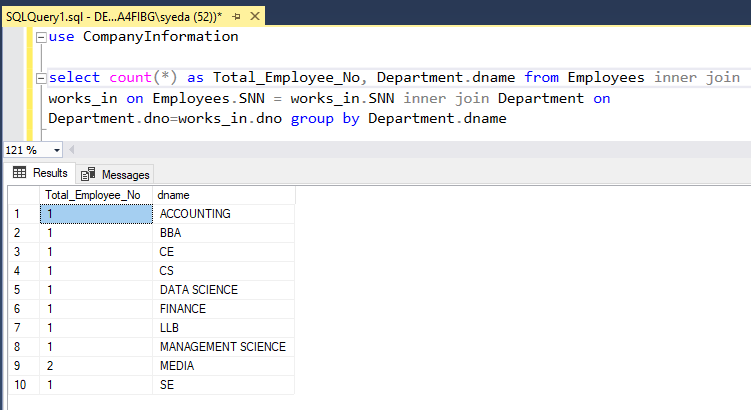 SQLQuery1.sql - DE...A4FIBG\syeda (52))*
use CompanyInformation
select count(*) as Total_Employee_No, Department.dname from Employees inner join
works_in on Employees.SNN = works_in.SNN inner join Department on
Department.dno=works_in.dno group by Department.dname
121 %
Results Messages
Total_Employee_No dname
1 1 ACCOUNTING
2 1 BBA
3 1 CE
4 1 CS
5 1 DATA SCIENCE
6 1 FINANCE
7 1 LLB
8 1 MANAGEMENT SCIENCE
9 2 MEDIA
10 1 SE